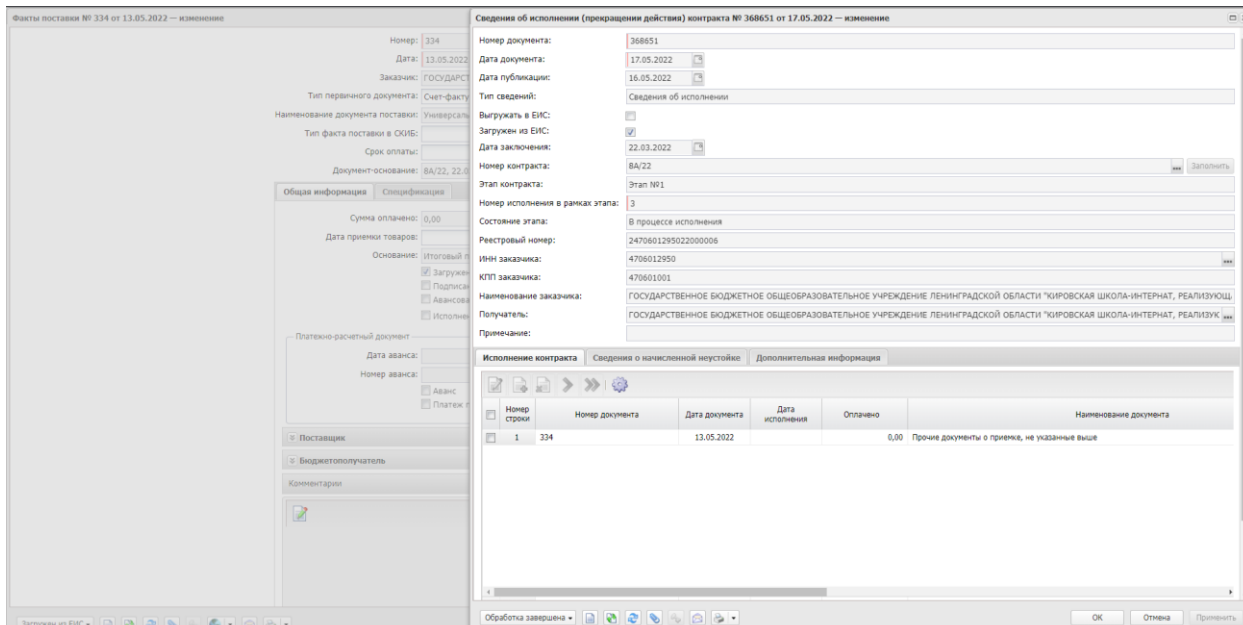 Факты поставки № 334 от 13.05.2022 — изменение
Номер: 334
Дата: 13.05.2022
Заказчик: ГОСУДАРСТ
Тип первичного документа: Счет-факту
Наименование документа поставки: Универсаль
Тип факта поставки в СКИБ:
Срок оплаты:
Документ-основание: 8А/22, 22.0
Общая информация Спецификация
Сумма оплачено: 0,00
Дата приемки товаров:
Основание: Итоговый п
Загружен
Подписан
Авансова
Исполнен
Платежно-расчетный документ
Дата аванса:
Номер аванса:
Аванс
Платеж п
Поставщик
Бюджетополучатель
Комментарии
Загружен из ЕИС
Сведения об исполнении (прекращении действия) контракта № 368651 от 17.05.2022 — изменение
Номер документа: 368651
Дата документа: 17.05.2022
Дата публикации: 16.05.2022
Тип сведений: Сведения об исполнении
Выгружать в ЕИС:
Загружен из ЕИС:
Дата заключения: 22.03.2022
Номер контракта: 8А/22 ... Заполнить
Этап контракта: Этап №1
Номер исполнения в рамках этапа: 3
Состояние этапа: В процессе исполнения
Реестровый номер: 2470601295022000006
ИНН заказчика: 4706012950 ...
КПП заказчика: 470601001
Наименование заказчика: ГОСУДАРСТВЕННОЕ БЮДЖЕТНОЕ ОБЩЕОБРАЗОВАТЕЛЬНОЕ УЧРЕЖДЕНИЕ ЛЕНИНГРАДСКОЙ ОБЛАСТИ "КИРОВСКАЯ ШКОЛА-ИНТЕРНАТ, РЕАЛИЗУЮЩ
Получатель: ГОСУДАРСТВЕННОЕ БЮДЖЕТНОЕ ОБЩЕОБРАЗОВАТЕЛЬНОЕ УЧРЕЖДЕНИЕ ЛЕНИНГРАДСКОЙ ОБЛАСТИ "КИРОВСКАЯ ШКОЛА-ИНТЕРНАТ, РЕАЛИЗУЮ ...
Примечание:
Исполнение контракта Сведения о начисленной неустойке Дополнительная информация
Номер строки Номер документа Дата документа Дата исполнения Оплачено Наименование документа
1 334 13.05.2022 0,00 Прочие документы о приемке, не указанные выше
Обработка завершена ОК Отмена Применить